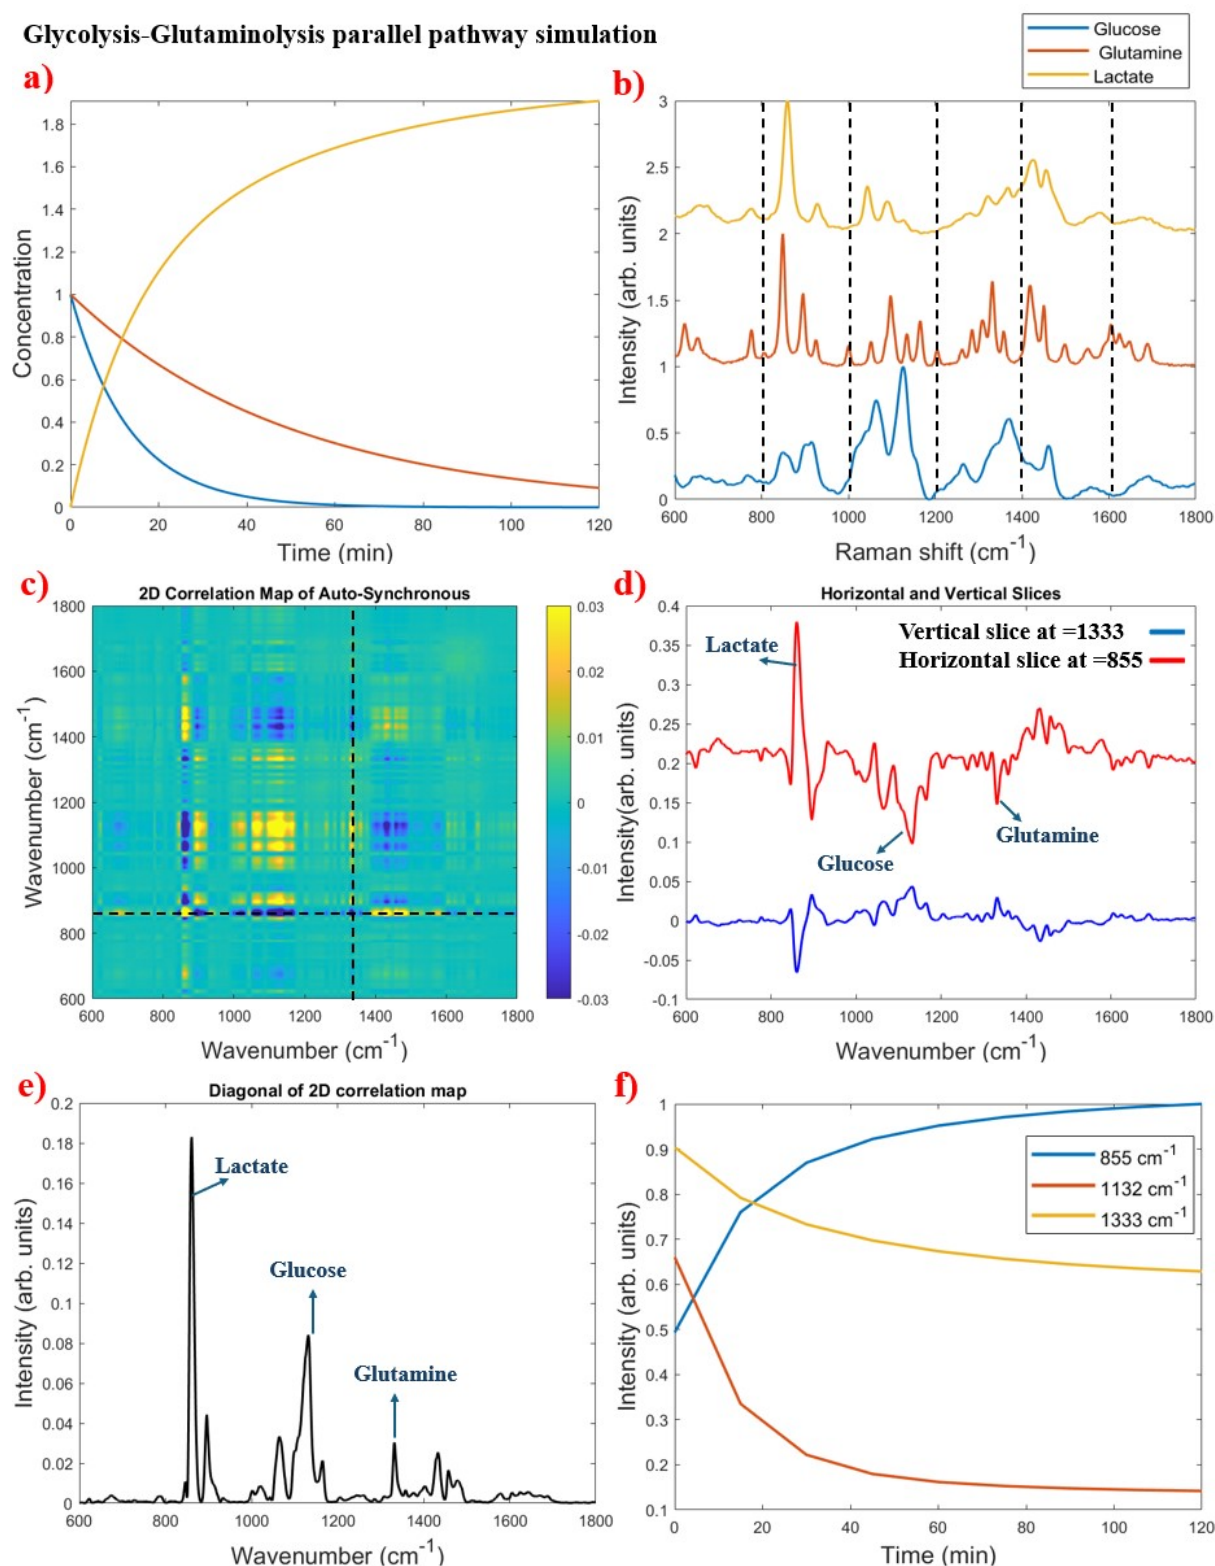 Glycolysis-Glutaminolysis parallel pathway simulation
Glucose
Glutamine
Lactate
a)
1.8
1.6
1.4
1.2
1
0.8
0.6
0.4
0.2
0
Concentration
0 20 40 60 80 100 120
Time (min)
b)
3
2.5
2
1.5
1
0.5
0
Intensity (arb. units)
600 800 1000 1200 1400 1600 1800
Raman shift (cm-1)
c)
2D Correlation Map of Auto-Synchronous
1800
1600
1400
1200
1000
800
600
Wavenumber (cm-1)
600 800 1000 1200 1400 1600 1800
Wavenumber (cm-1)
0.03
0.02
0.01
0
-0.01
-0.02
-0.03
d)
Horizontal and Vertical Slices
Vertical slice at =1333
Horizontal slice at =855
Lactate
Glutamine
Glucose
0.4
0.35
0.3
0.25
0.2
0.15
0.1
0.05
0
-0.05
-0.1
Intensity(arb. units)
600 800 1000 1200 1400 1600 1800
Wavenumber (cm-1)
e)
Diagonal of 2D correlation map
Lactate
Glucose
Glutamine
0.2
0.18
0.16
0.14
0.12
0.1
0.08
0.06
0.04
0.02
0
Intensity (arb. units)
600 800 1000 1200 1400 1600 1800
Wavenumber (cm-1)
f)
855 cm-1
1132 cm-1
1333 cm-1
1
0.9
0.8
0.7
0.6
0.5
0.4
0.3
0.2
0.1
Intensity (arb. units)
0 20 40 60 80 100 120
Time (min)